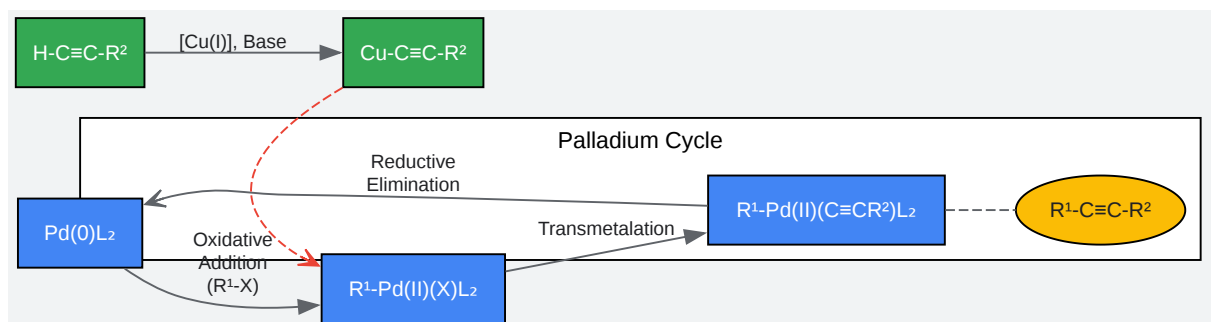 H-C≡C-R²
[Cu(I)], Base
Cu-C≡C-R²
Palladium Cycle
Reductive
Elimination
R¹-Pd(II)(C≡CR²)L₂
R¹-C≡C-R²
Pd(0)L₂
Oxidative
Addition
(R¹-X)
Transmetalation
R¹-Pd(II)(X)L₂